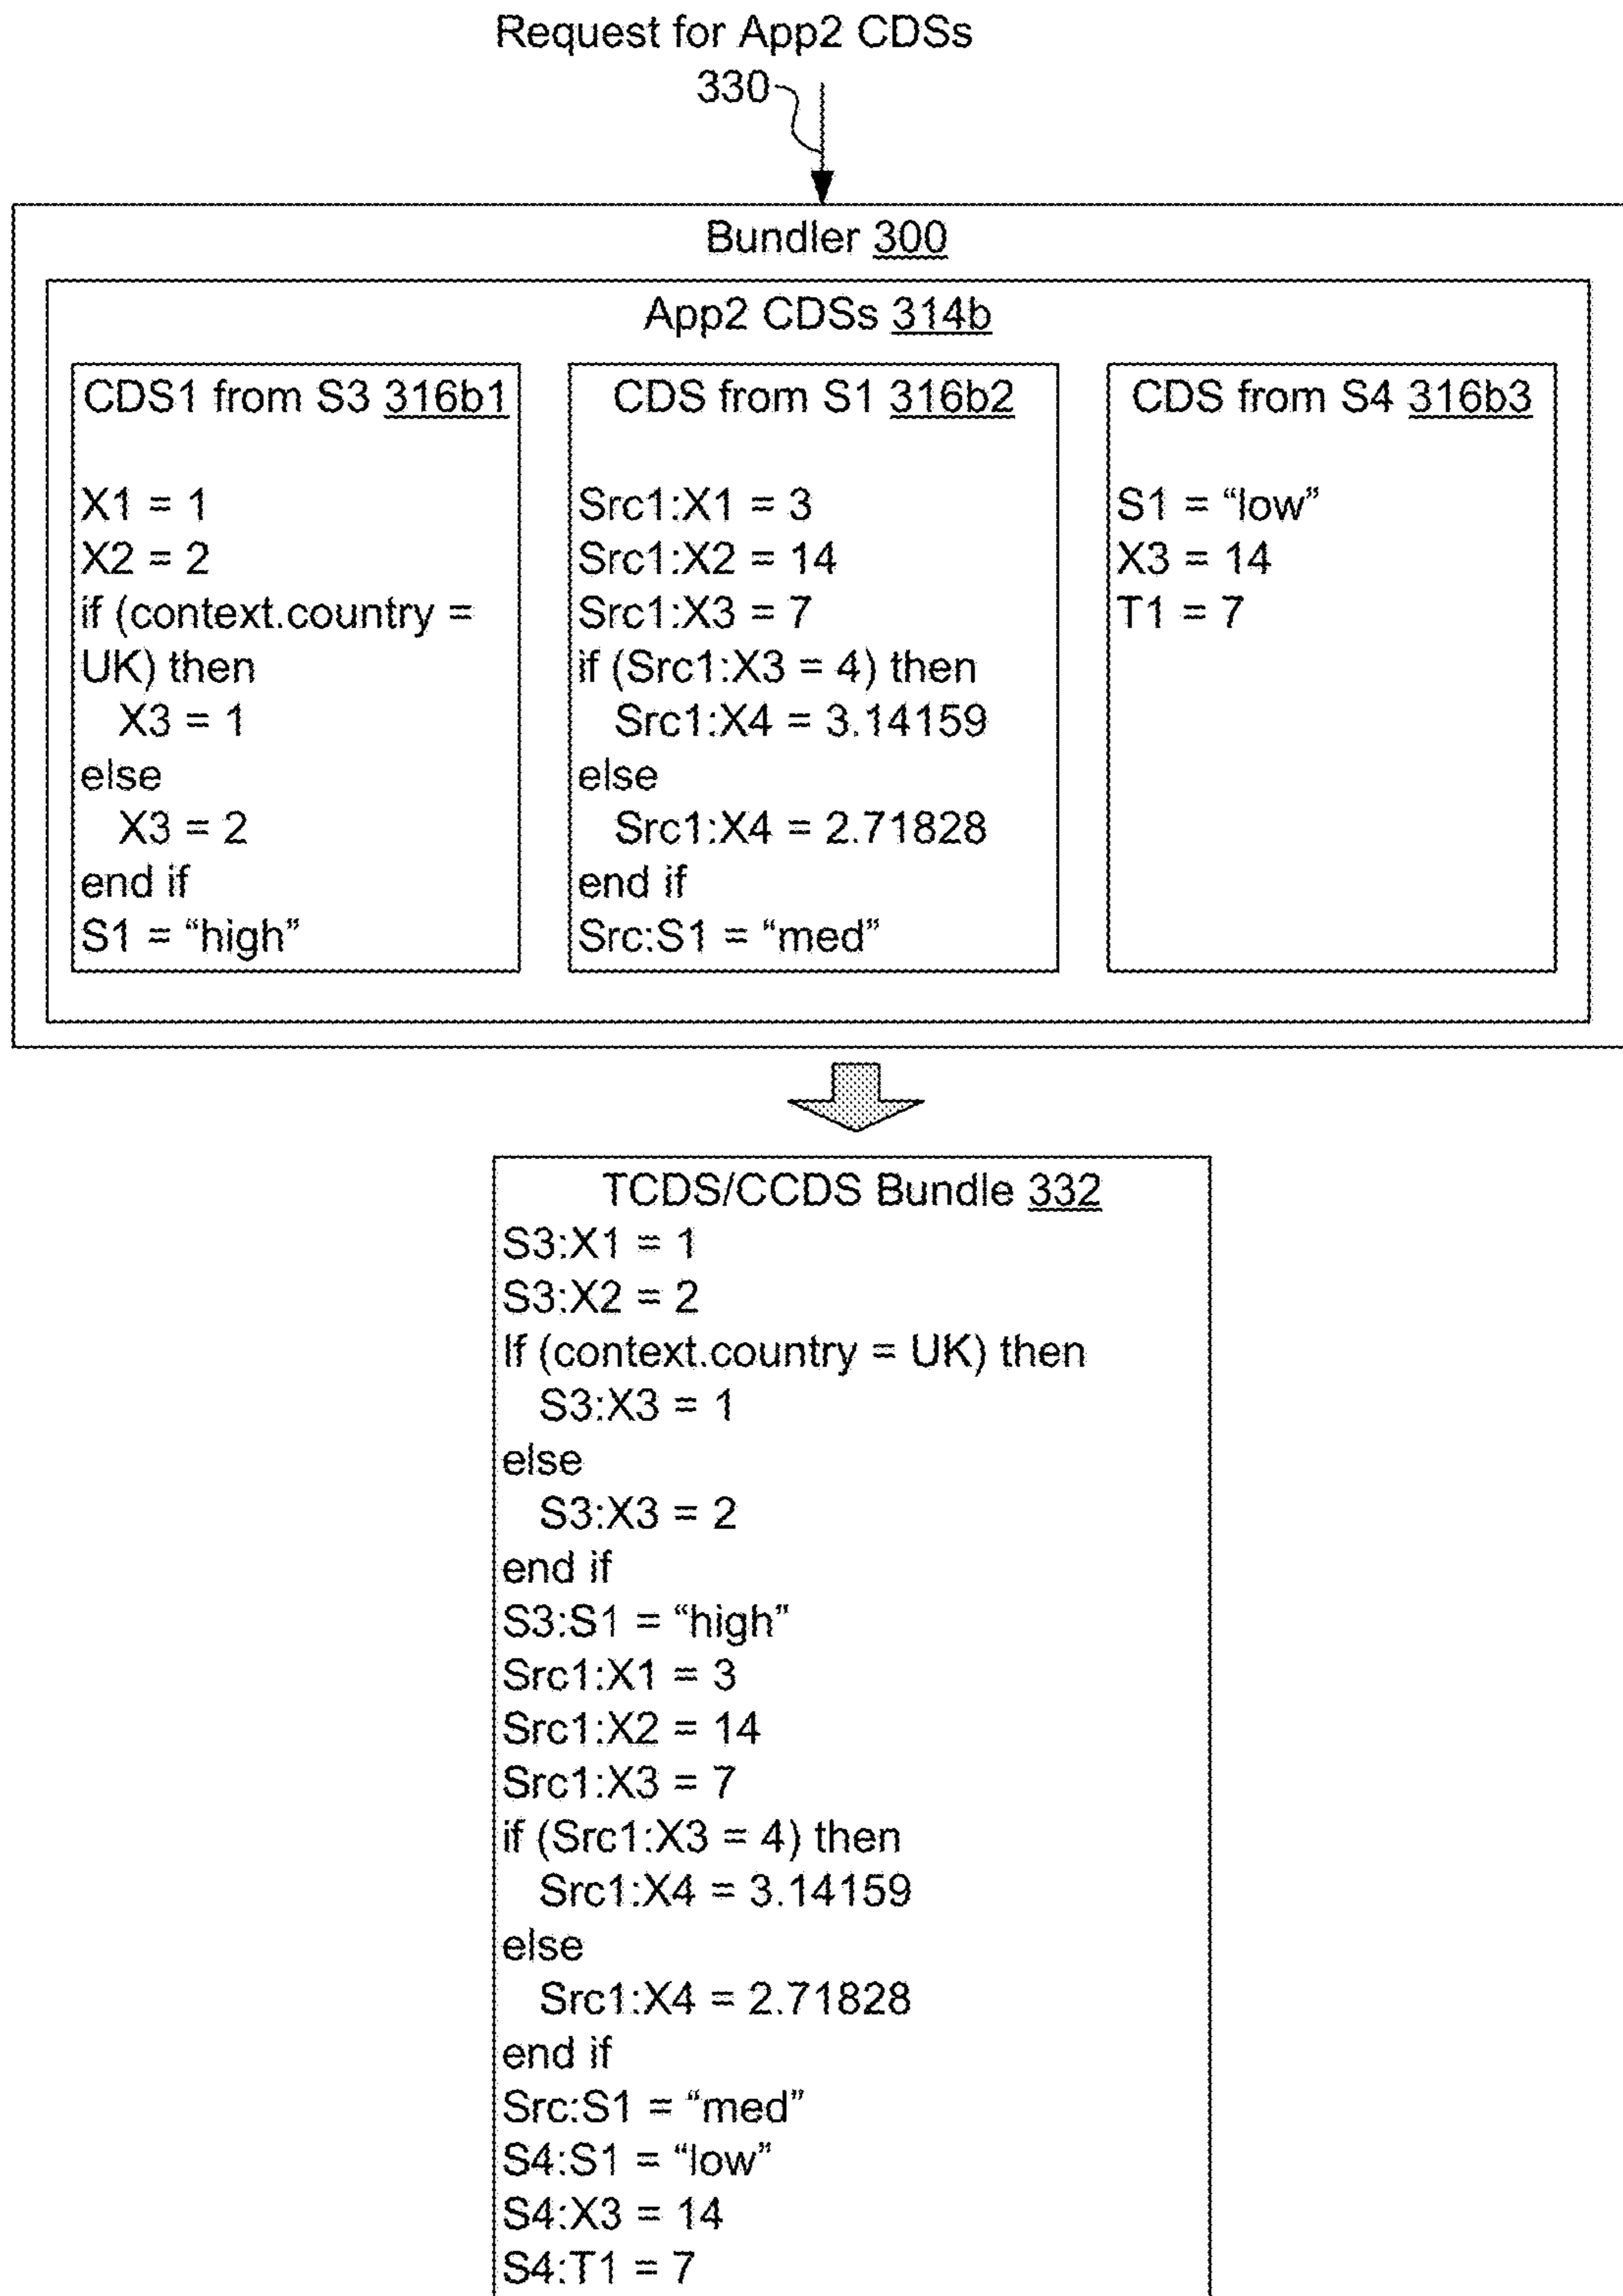 Request for App2 CDSs
330
Bundler 300
App2 CDSs 314b
CDS1 from S3 316b1
X1 = 1
X2 = 2
if (context.country =
UK) then
X3 = 1
else
X3 = 2
end if
S1 = “high”
CDS from S1 316b2
Src1:X1 = 3
Src1:X2 = 14
Src1:X3 = 7
if (Src1:X3 = 4) then
Src1:X4 = 3.14159
else
Src1:X4 = 2.71828
end if
Src:S1 = “med”
CDS from S4 316b3
S1 = “low”
X3 = 14
T1 = 7
TCDS/CCDS Bundle 332
S3:X1 = 1
S3:X2 = 2
If (context.country = UK) then
S3:X3 = 1
else
S3:X3 = 2
end if
S3:S1 = “high”
Src1:X1 = 3
Src1:X2 = 14
Src1:X3 = 7
if (Src1:X3 = 4) then
Src1:X4 = 3.14159
else
Src1:X4 = 2.71828
end if
Src:S1 = “med”
S4:S1 = “low”
S4:X3 = 14
S4:T1 = 7